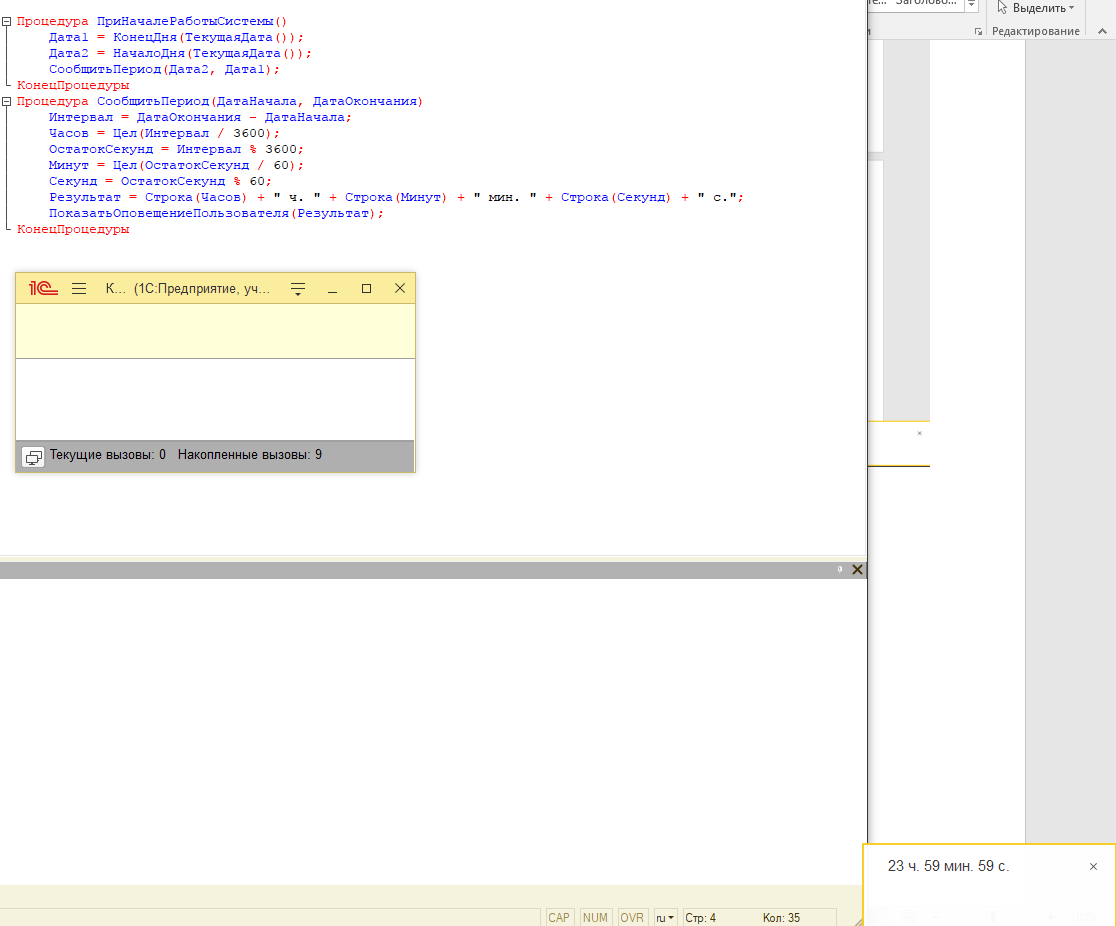 Заголово...
Выделить
Редактирование
Процедура ПриНачалеРаботыСистемы()
Дата1 = КонецДня(ТекущаяДата());
Дата2 = НачалоДня(ТекущаяДата());
СообщитьПериод(Дата2, Дата1);
КонецПроцедуры
Процедура СообщитьПериод(ДатаНачала, ДатаОкончания)
Интервал = ДатаОкончания - ДатаНачала;
Часов = Цел(Интервал / 3600);
ОстатокСекунд = Интервал % 3600;
Минут = Цел(ОстатокСекунд / 60);
Секунд = ОстатокСекунд % 60;
Результат = Строка(Часов) + " ч. " + Строка(Минут) + " мин. " + Строка(Секунд) + " с.";
ПоказатьОповещениеПользователя(Результат);
КонецПроцедуры
1С К... (1С:Предприятие, уч...
Текущие вызовы: 0 Накопленные вызовы: 9
23 ч. 59 мин. 59 с.
CAP NUM OVR ru Стр: 4 Кол: 35